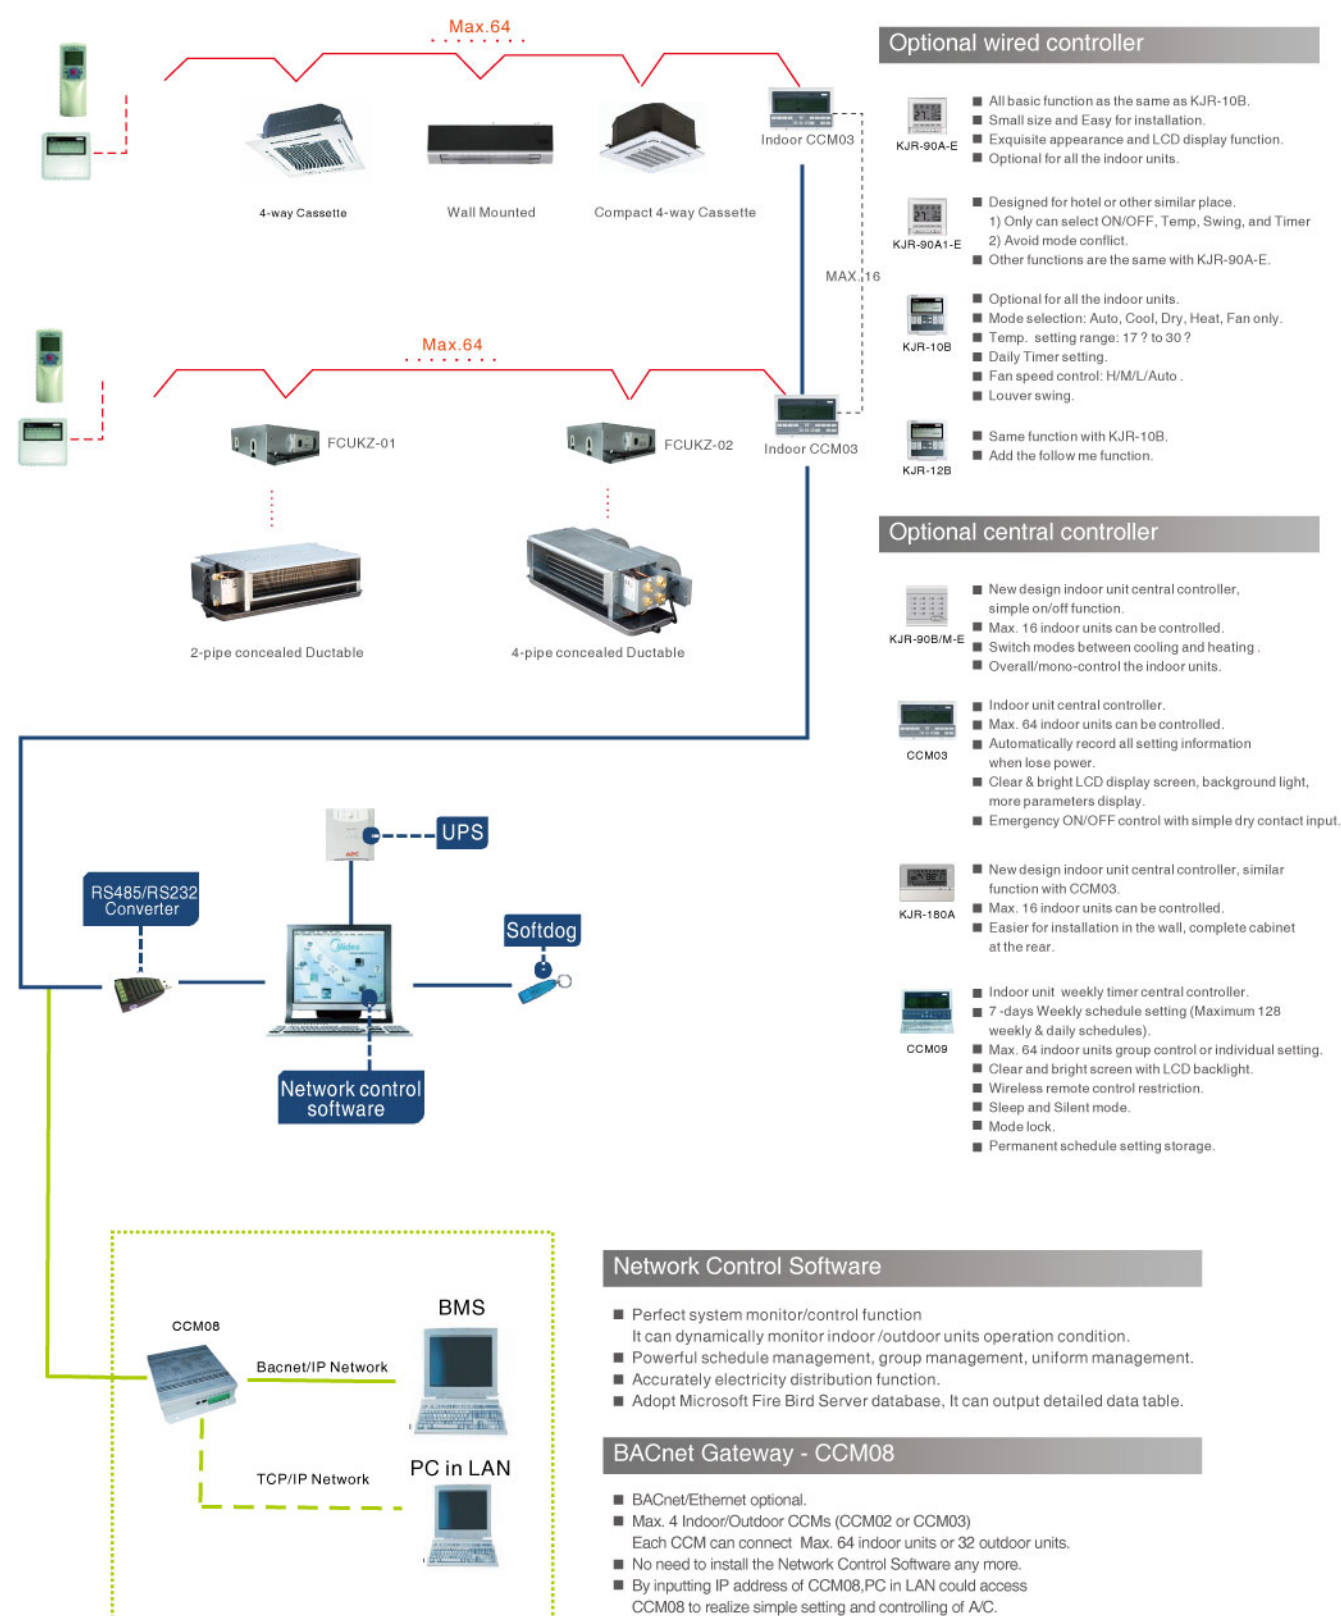 Max.64
Indoor CCM03
4-way Cassette
Wall Mounted
Compact 4-way Cassette
MAX.16
Max.64
FCUKZ-01
FCUKZ-02
Indoor CCM03
2-pipe concealed Ductable
4-pipe concealed Ductable
UPS
APC
RS485/RS232
Converter
Midea
Softdog
Network control
software
CCM08
Bacnet/IP Network
BMS
TCP/IP Network
PC in LAN
Optional wired controller
KJR-90A-E
■ All basic function as the same as KJR-10B.
■ Small size and Easy for installation.
■ Exquisite appearance and LCD display function.
■ Optional for all the indoor units.
KJR-90A1-E
■ Designed for hotel or other similar place.
1) Only can select ON/OFF, Temp, Swing, and Timer
2) Avoid mode conflict.
■ Other functions are the same with KJR-90A-E.
KJR-10B
■ Optional for all the indoor units.
■ Mode selection: Auto, Cool, Dry, Heat, Fan only.
■ Temp. setting range: 17 ? to 30 ?
■ Daily Timer setting.
■ Fan speed control: H/M/L/Auto .
■ Louver swing.
KJR-12B
■ Same function with KJR-10B.
■ Add the follow me function.
Optional central controller
KJR-90B/M-E
■ New design indoor unit central controller,
simple on/off function.
■ Max. 16 indoor units can be controlled.
■ Switch modes between cooling and heating .
■ Overall/mono-control the indoor units.
CCM03
■ Indoor unit central controller.
■ Max. 64 indoor units can be controlled.
■ Automatically record all setting information
when lose power.
■ Clear & bright LCD display screen, background light,
more parameters display.
■ Emergency ON/OFF control with simple dry contact input.
KJR-180A
■ New design indoor unit central controller, similar
function with CCM03.
■ Max. 16 indoor units can be controlled.
■ Easier for installation in the wall, complete cabinet
at the rear.
CCM09
■ Indoor unit weekly timer central controller.
■ 7 -days Weekly schedule setting (Maximum 128
weekly & daily schedules).
■ Max. 64 indoor units group control or individual setting.
■ Clear and bright screen with LCD backlight.
■ Wireless remote control restriction.
■ Sleep and Silent mode.
■ Mode lock.
■ Permanent schedule setting storage.
Network Control Software
■ Perfect system monitor/control function
It can dynamically monitor indoor /outdoor units operation condition.
■ Powerful schedule management, group management, uniform management.
■ Accurately electricity distribution function.
■ Adopt Microsoft Fire Bird Server database, It can output detailed data table.
BACnet Gateway - CCM08
■ BACnet/Ethernet optional.
■ Max. 4 Indoor/Outdoor CCMs (CCM02 or CCM03)
Each CCM can connect Max. 64 indoor units or 32 outdoor units.
■ No need to install the Network Control Software any more.
■ By inputting IP address of CCM08,PC in LAN could access
CCM08 to realize simple setting and controlling of A/C.